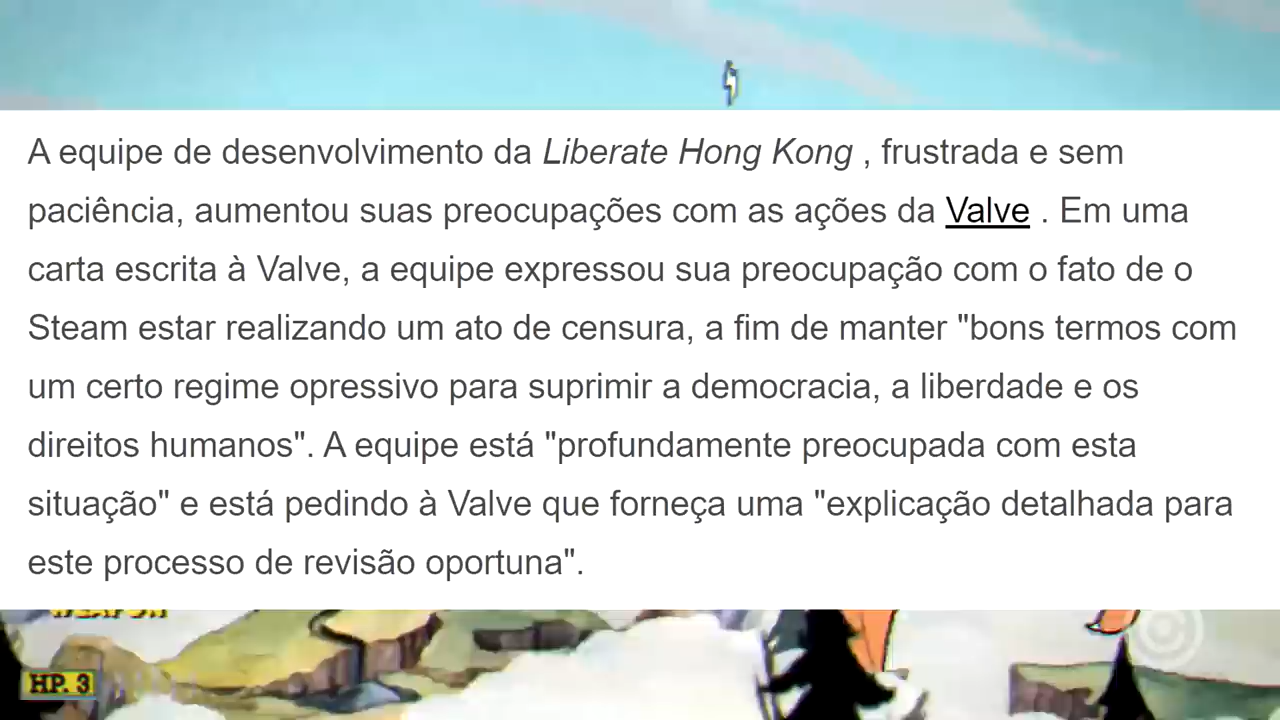 A equipe de desenvolvimento da Liberate Hong Kong , frustrada e sem
paciência, aumentou suas preocupações com as ações da Valve . Em uma
carta escrita à Valve, a equipe expressou sua preocupação com o fato de o
Steam estar realizando um ato de censura, a fim de manter "bons termos com
um certo regime opressivo para suprimir a democracia, a liberdade e os
direitos humanos". A equipe está "profundamente preocupada com esta
situação" e está pedindo à Valve que forneça uma "explicação detalhada para
este processo de revisão oportuna".
WEAPON
HP. 3